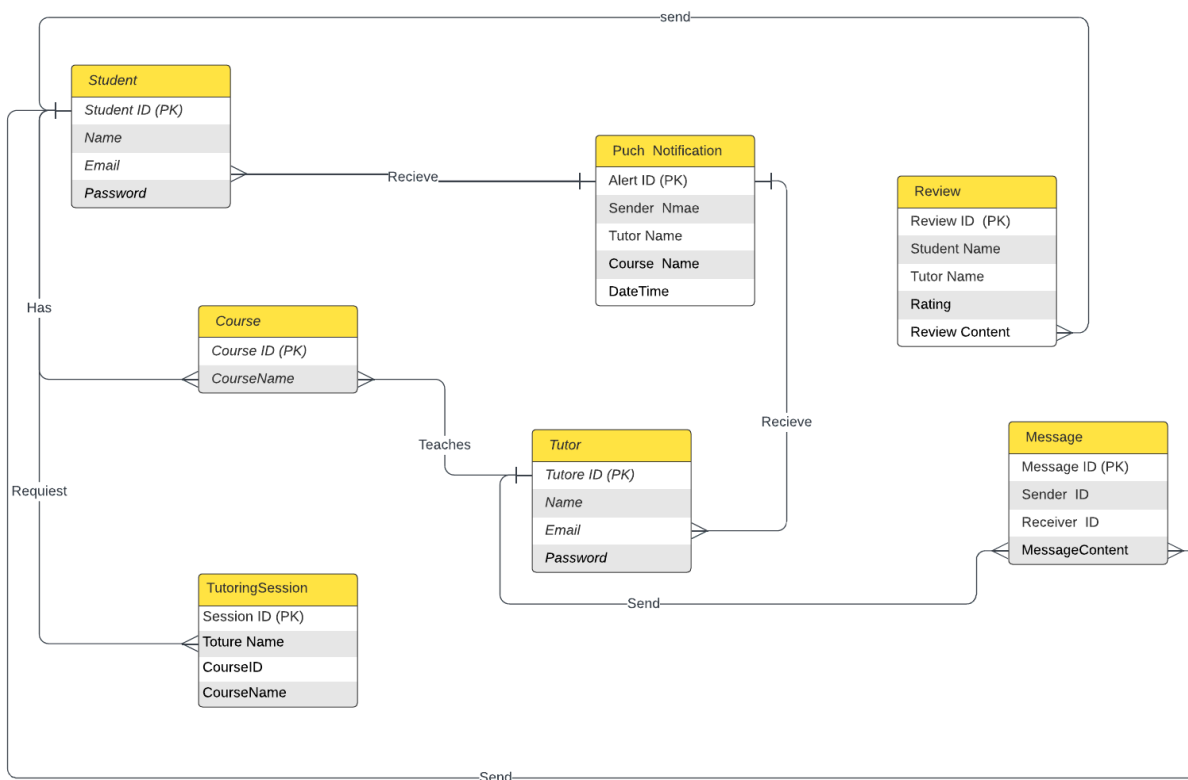 send
Student
Student ID (PK)
Name
Email
Password
Recieve
Puch Notification
Alert ID (PK)
Sender Nmae
Tutor Name
Course Name
DateTime
Review
Review ID (PK)
Student Name
Tutor Name
Rating
Review Content
Has
Course
Course ID (PK)
CourseName
Teaches
Recieve
Tutor
Tutore ID (PK)
Name
Email
Password
Message
Message ID (PK)
Sender ID
Receiver ID
MessageContent
Requiest
TutoringSession
Session ID (PK)
Toture Name
CourseID
CourseName
Send
Send